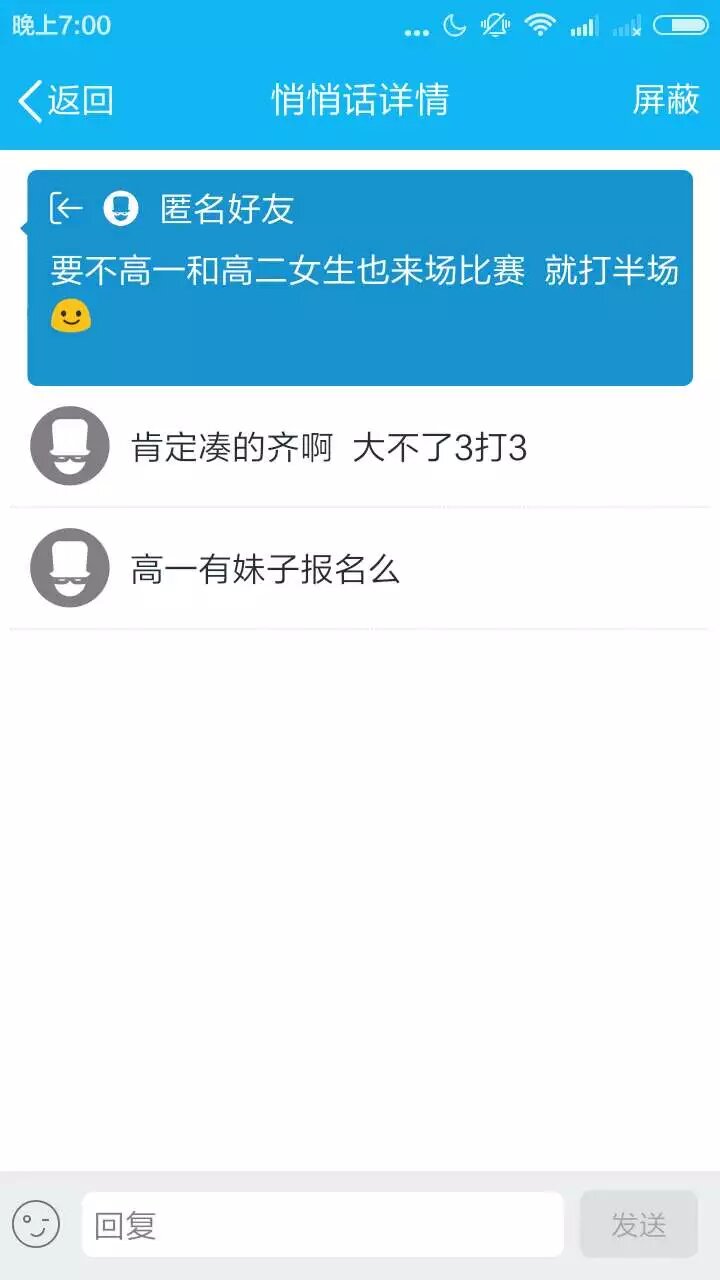 晚上7:00
返回 悄悄话详情 屏蔽
匿名好友
要不高一和高二女生也来场比赛 就打半场
肯定凑的齐啊 大不了3打3
高一有妹子报名么
回复 发送